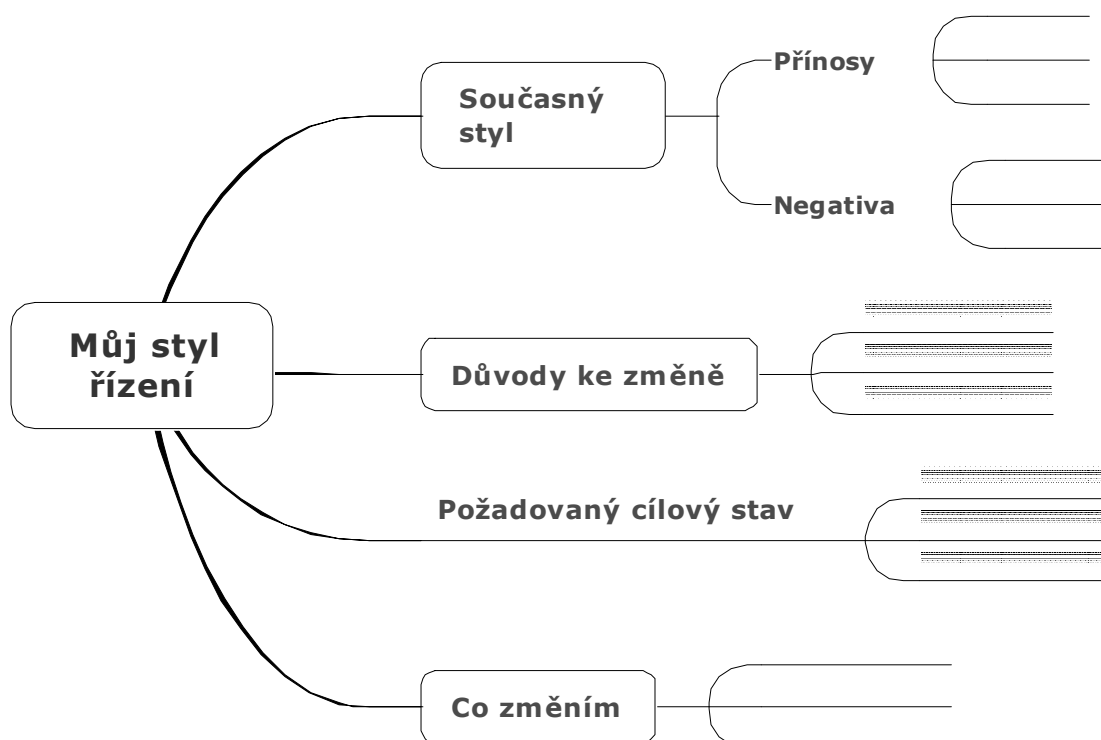 Přínosy
Současný
styl
Negativa
Můj styl
řízení
Důvody ke změně
Požadovaný cílový stav
Co změním